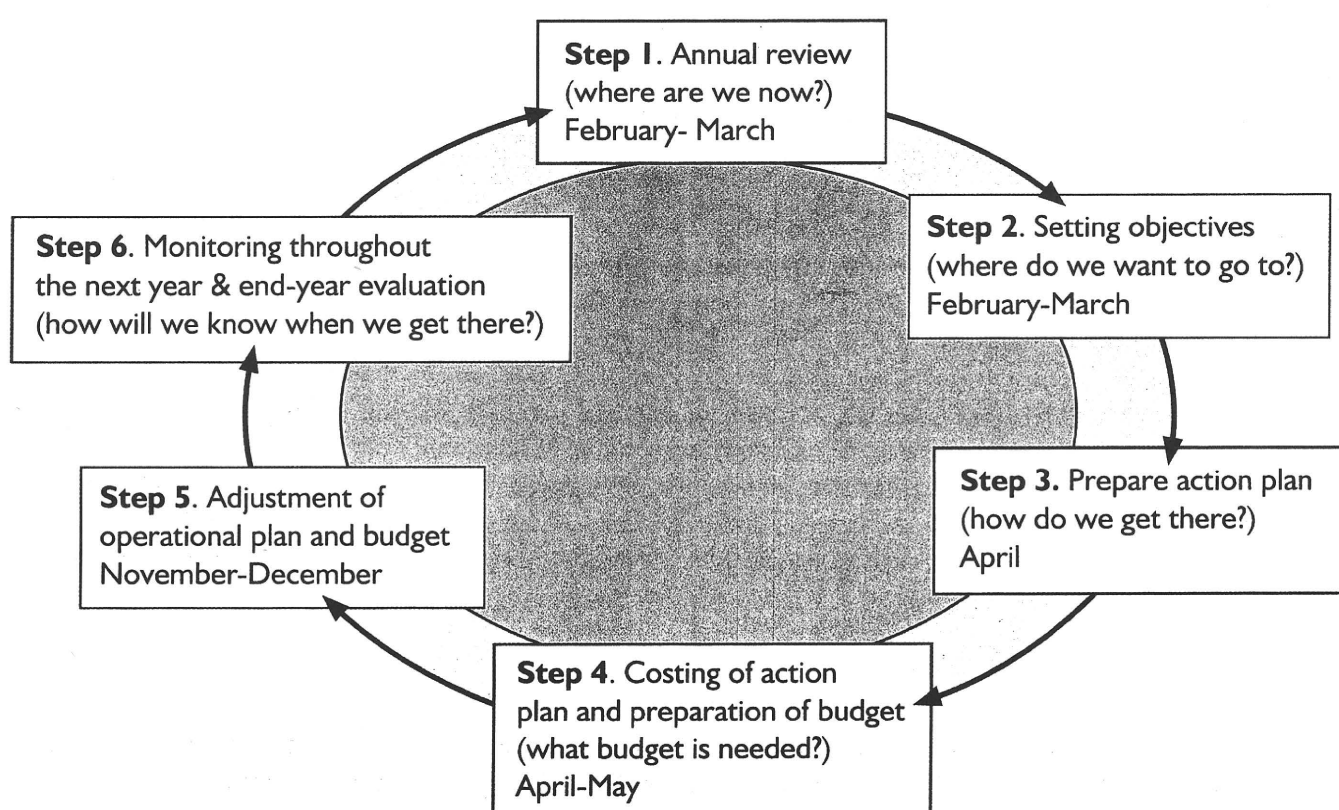 Step 1. Annual review
(where are we now?)
February- March
Step 2. Setting objectives
(where do we want to go to?)
February-March
Step 3. Prepare action plan
(how do we get there?)
April
Step 4. Costing of action
plan and preparation of budget
(what budget is needed?)
April-May
Step 5. Adjustment of
operational plan and budget
November-December
Step 6. Monitoring throughout
the next year & end-year evaluation
(how will we know when we get there?)